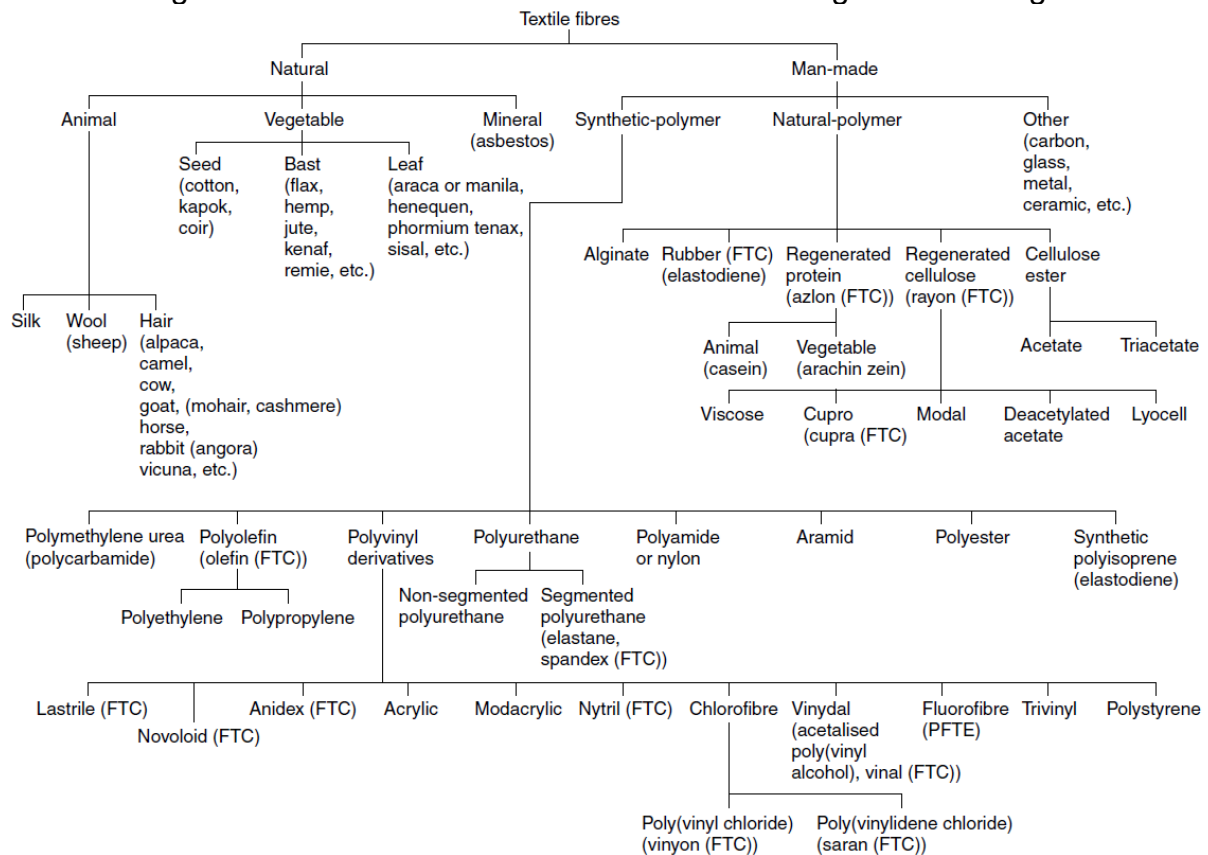 Textile fibres
Natural
Man-made
Animal
Vegetable
Mineral
(asbestos)
Synthetic-polymer
Natural-polymer
Other
(carbon,
glass,
metal,
ceramic, etc.)
Seed
(cotton,
kapok,
coir)
Bast
(flax,
hemp,
jute,
kenaf,
remie, etc.)
Leaf
(araca or manila,
henequen,
phormium tenax,
sisal, etc.)
Alginate
Rubber (FTC)
(elastodiene)
Regenerated
protein
(azlon (FTC))
Regenerated
cellulose
(rayon (FTC))
Cellulose
ester
Silk
Wool
(sheep)
Hair
(alpaca,
camel,
cow,
goat, (mohair, cashmere)
horse,
rabbit (angora)
vicuna, etc.)
Animal
(casein)
Vegetable
(arachin zein)
Acetate
Triacetate
Viscose
Cupro
(cupra (FTC)
Modal
Deacetylated
acetate
Lyocell
Polymethylene urea
(polycarbamide)
Polyolefin
(olefin (FTC))
Polyvinyl
derivatives
Polyurethane
Polyamide
or nylon
Aramid
Polyester
Synthetic
polyisoprene
(elastodiene)
Polyethylene
Polypropylene
Non-segmented
polyurethane
Segmented
polyurethane
(elastane,
spandex (FTC))
Lastrile (FTC)
Novoloid (FTC)
Anidex (FTC)
Acrylic
Modacrylic
Nytril (FTC)
Chlorofibre
Vinydal
(acetalised
poly(vinyl
alcohol), vinal (FTC))
Fluorofibre
(PFTE)
Trivinyl
Polystyrene
Poly(vinyl chloride)
(vinyon (FTC))
Poly(vinylidene chloride)
(saran (FTC))